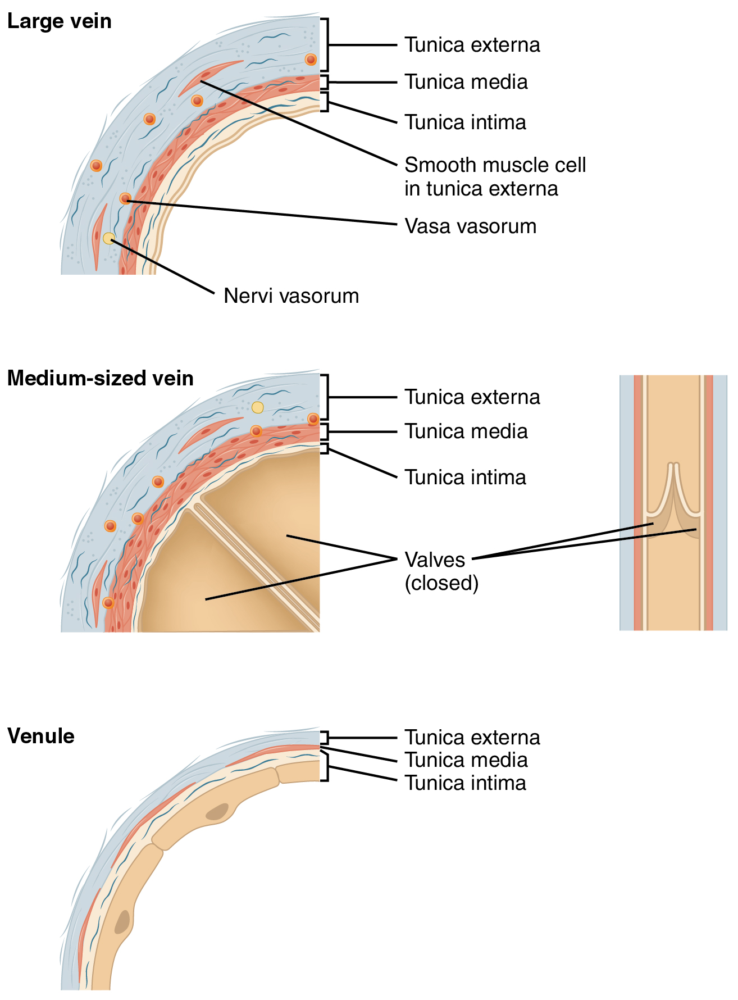 Large vein
Tunica externa
Tunica media
Tunica intima
Smooth muscle cell
in tunica externa
Vasa vasorum
Nervi vasorum
Medium-sized vein
Tunica externa
Tunica media
Tunica intima
Valves
(closed)
Venule
Tunica externa
Tunica media
Tunica intima